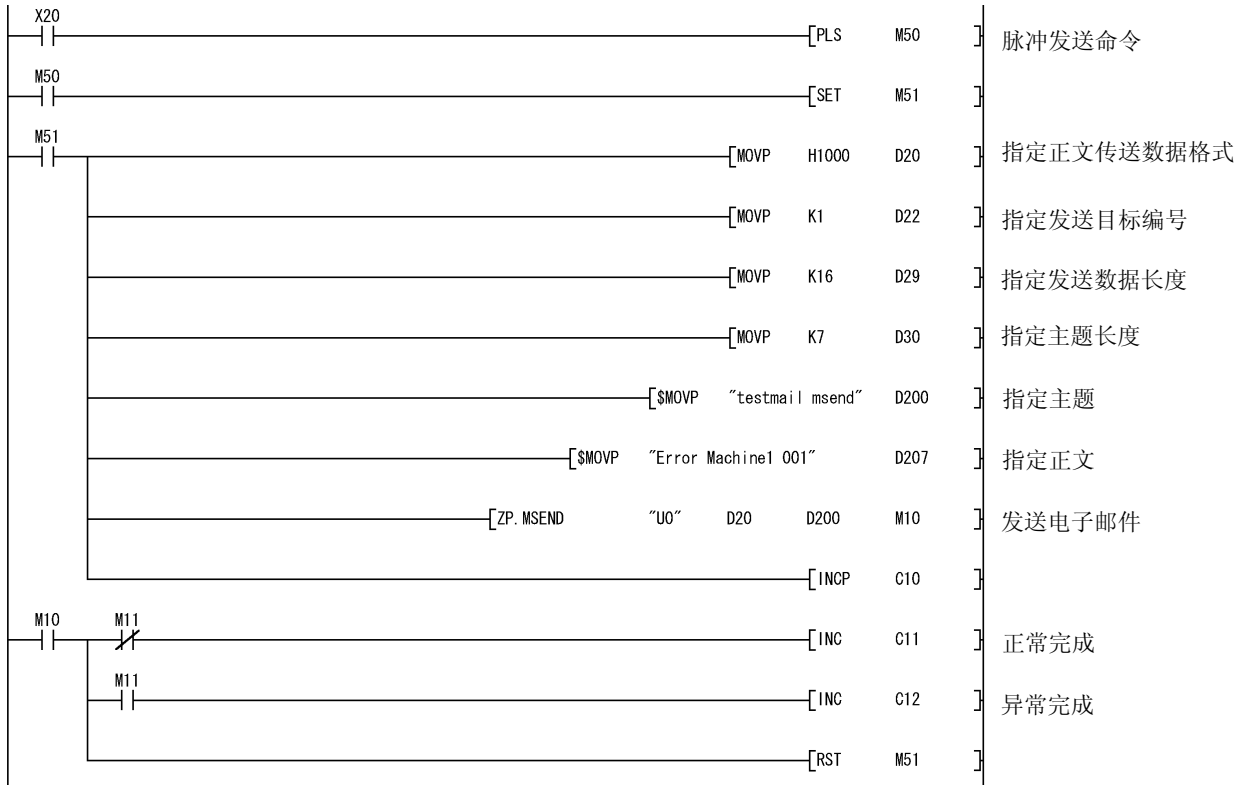 X20
[PLS M50 ] 脉冲发送命令
M50
[SET M51 ]
M51
[MOVP H1000 D20 ] 指定正文传送数据格式
[MOVP K1 D22 ] 指定发送目标编号
[MOVP K16 D29 ] 指定发送数据长度
[MOVP K7 D30 ] 指定主题长度
[$MOVP "testmail msend" D200 ] 指定主题
[$MOVP "Error Machine1 001" D207 ] 指定正文
[ZP.MSEND "U0" D20 D200 M10 ] 发送电子邮件
[INCP C10 ]
M10 M11
[INC C11 ] 正常完成
M11
[INC C12 ] 异常完成
[RST M51 ]